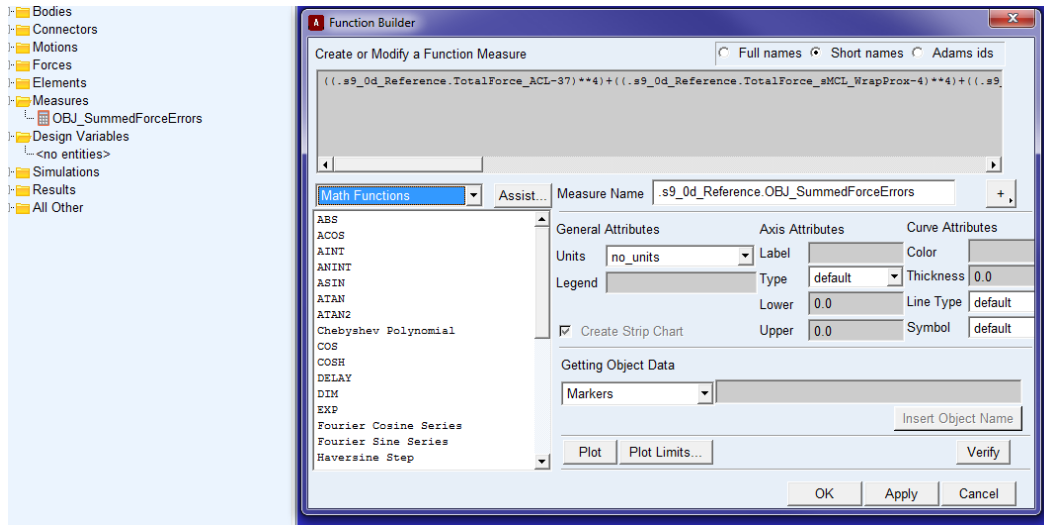 Bodies
Connectors
Motions
Forces
Elements
Measures
OBJ_SummedForceErrors
Design Variables
<no entities>
Simulations
Results
All Other
A Function Builder
Create or Modify a Function Measure
Full names Short names Adams ids
((.s9_0d_Reference.TotalForce_ACL-37)**4)+((.s9_0d_Reference.TotalForce_sMCL_WrapProx-4)**4)+((.s9_
Math Functions Assist... Measure Name .s9_0d_Reference.OBJ_SummedForceErrors +
ABS
ACOS
AINT
ANINT
ASIN
ATAN
ATAN2
Chebyshev Polynomial
COS
COSH
DELAY
DIM
EXP
Fourier Cosine Series
Fourier Sine Series
Haversine Step
General Attributes
Units no_units
Legend
Create Strip Chart
Axis Attributes
Label
Type default
Lower 0.0
Upper 0.0
Curve Attributes
Color
Thickness 0.0
Line Type default
Symbol default
Getting Object Data
Markers
Insert Object Name
Plot Plot Limits... Verify
OK Apply Cancel